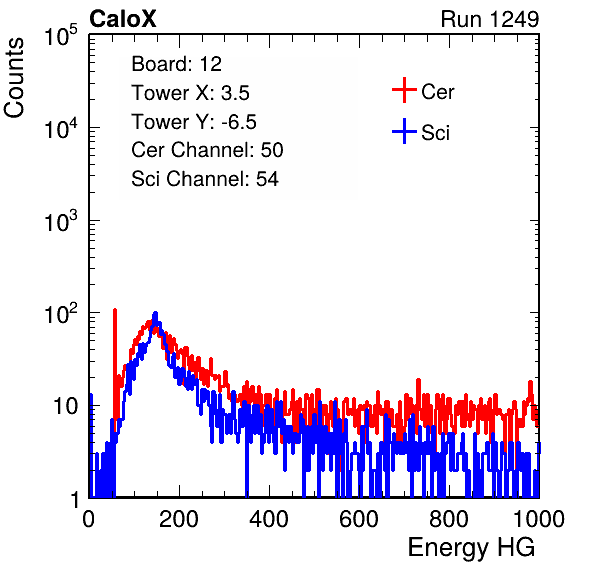 CaloX Run 1249
Counts
10^5
10^4
10^3
10^2
10
1
Board: 12
Tower X: 3.5
Tower Y: -6.5
Cer Channel: 50
Sci Channel: 54
Cer
Sci
0 200 400 600 800 1000
Energy HG